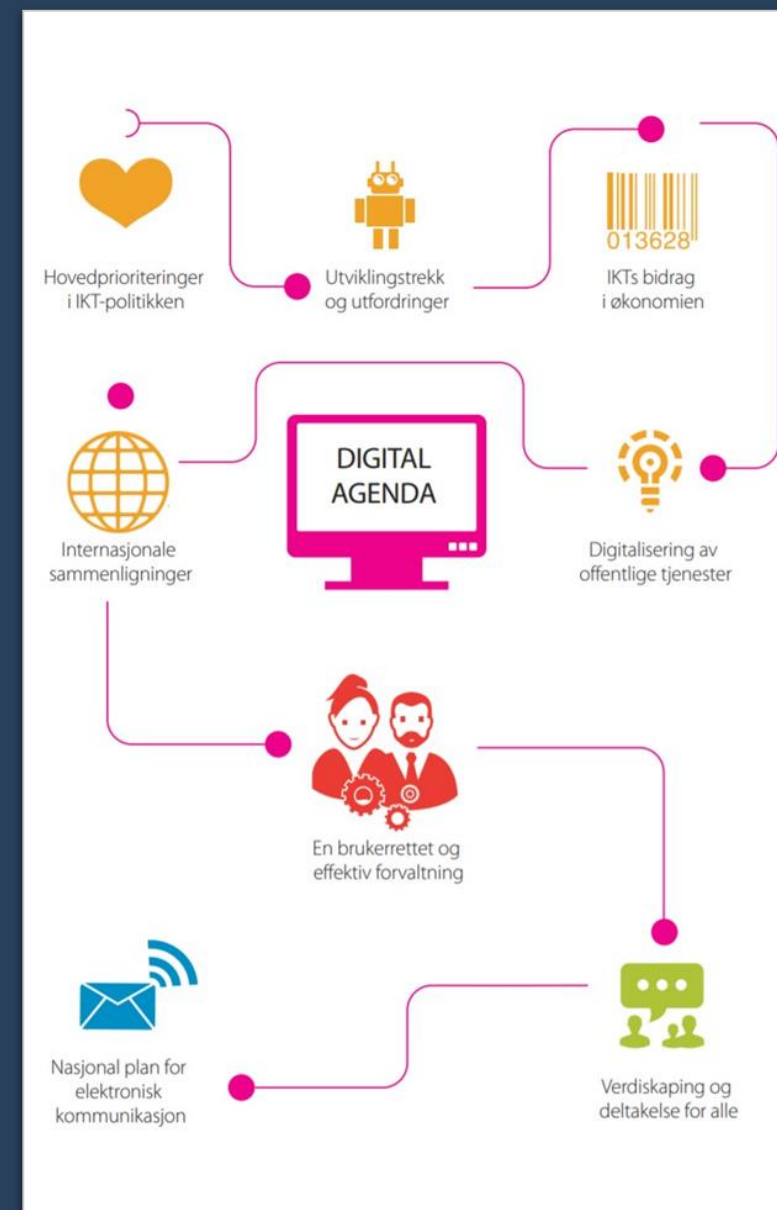 Hovedprioriteringer
i IKT-politikken
Utviklingstrekk
og utfordringer
013628
IKTs bidrag
i økonomien
DIGITAL
AGENDA
Internasjonale
sammenligninger
Digitalisering av
offentlige tjenester
En brukerrettet og
effektiv forvaltning
Nasjonal plan for
elektronisk
kommunikasjon
Verdiskaping og
deltakelse for alle